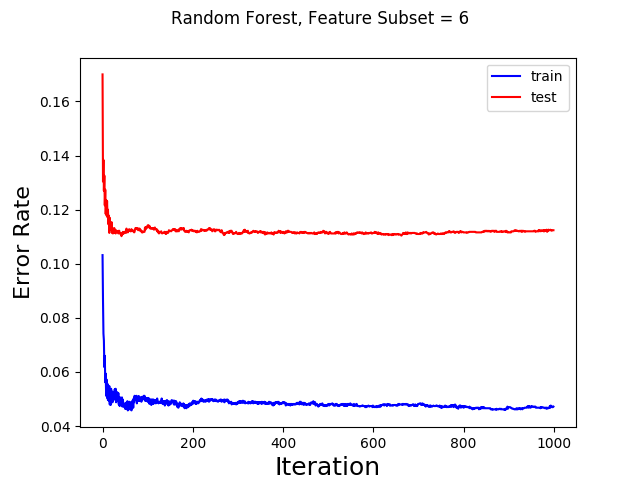 Random Forest, Feature Subset = 6
train
test
0.16
0.14
0.12
0.10
0.08
0.06
0.04
Error Rate
0 200 400 600 800 1000
Iteration